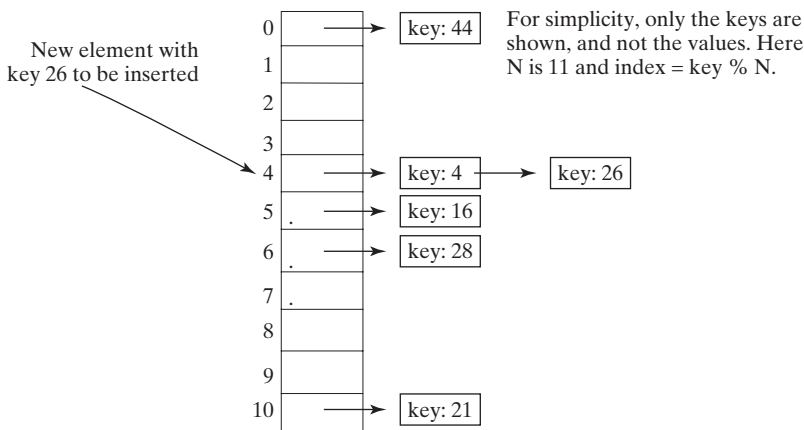 For simplicity, only the keys are
shown, and not the values. Here
N is 11 and index = key % N.
New element with
key 26 to be inserted
0 key: 44
1
2
3
4 key: 4 key: 26
5 . key: 16
6 . key: 28
7 .
8
9
10 key: 21